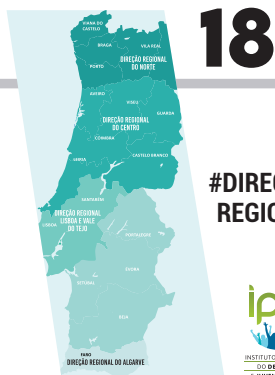 18
VIANA DO
CASTELO
BRAGA
VILA REAL
PORTO
DIREÇÃO REGIONAL
DO NORTE
AVEIRO
VISEU
GUARDA
DIREÇÃO REGIONAL
DO CENTRO
COIMBRA
CASTELO BRANCO
LEIRIA
SANTARÉM
DIREÇÃO REGIONAL
LISBOA E VALE
DO TEJO
LISBOA
PORTALEGRE
ÉVORA
SETÚBAL
BEJA
FARO
DIREÇÃO REGIONAL DO ALGARVE
#DIREÇ
REGIO
ip
INSTITUTO
DO DE